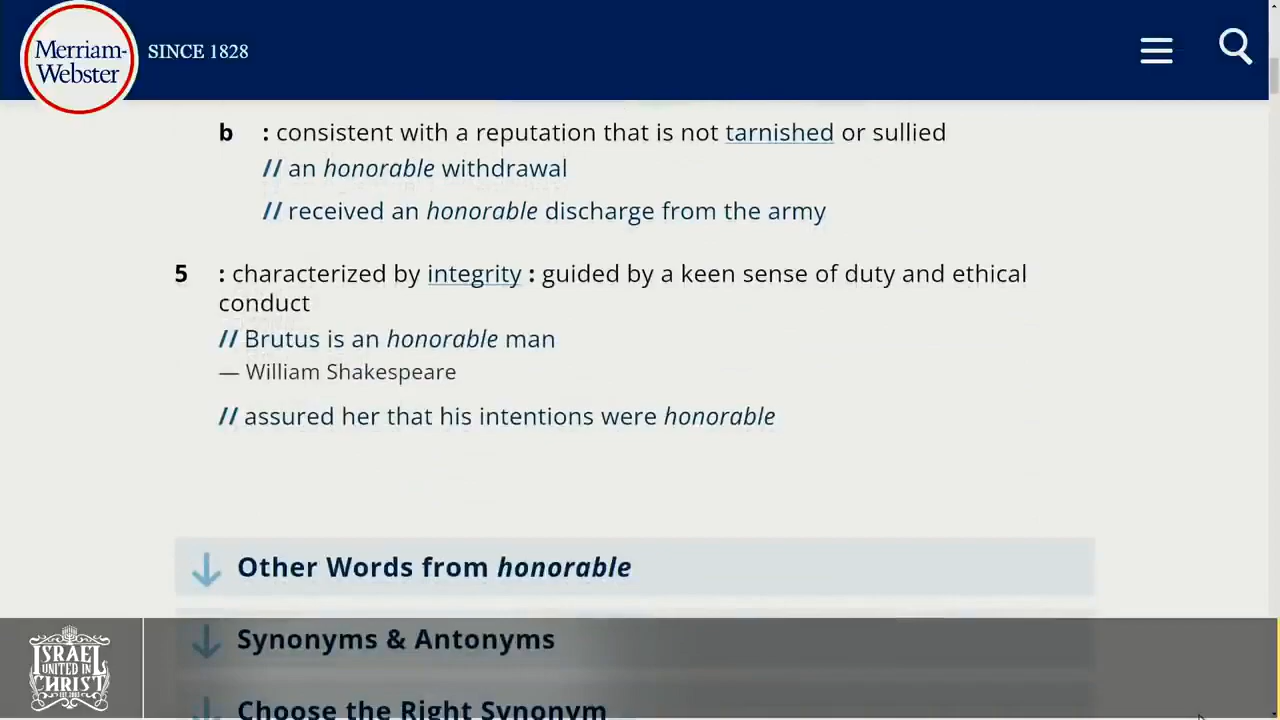 Merriam-
Webster
SINCE 1828
b : consistent with a reputation that is not tarnished or sullied
// an honorable withdrawal
// received an honorable discharge from the army
5 : characterized by integrity : guided by a keen sense of duty and ethical
conduct
// Brutus is an honorable man
— William Shakespeare
// assured her that his intentions were honorable
Other Words from honorable
Synonyms & Antonyms
Choose the Right Synonym
ISRAEL
UNITED IN
CHRIST
EST 2003